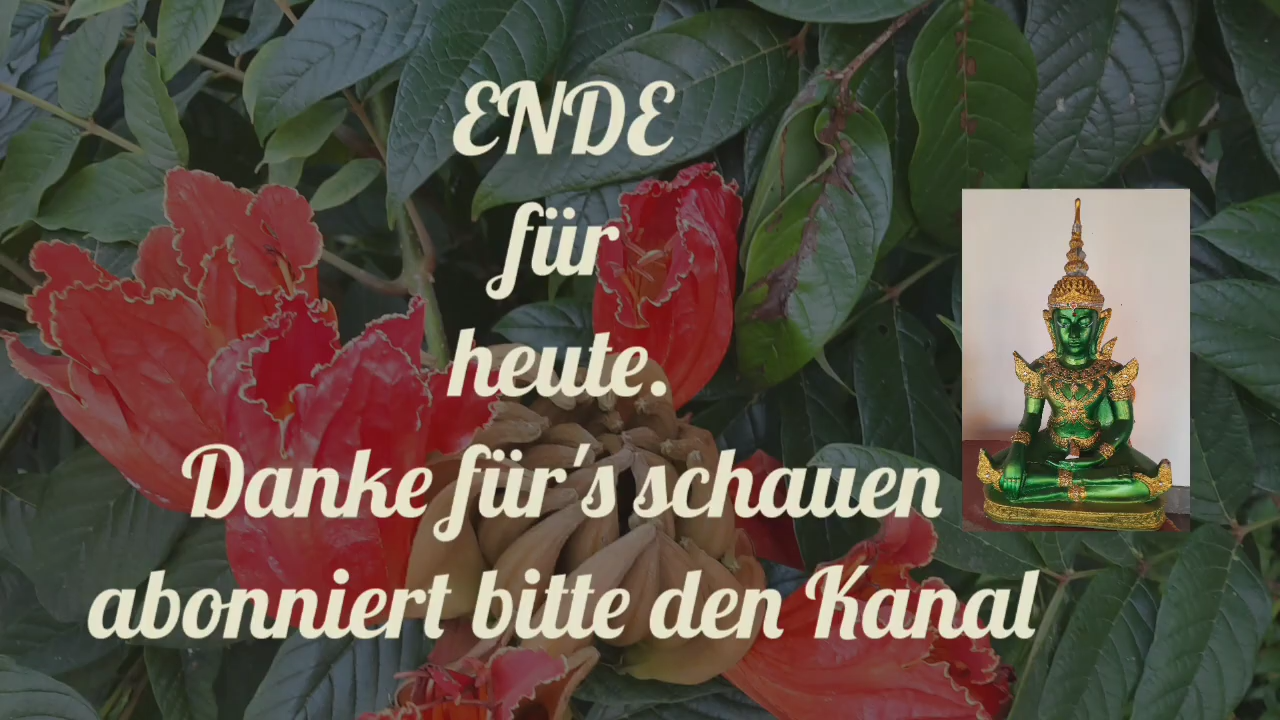 ENDE
für
heute.
Danke für's schauen
abonniert bitte den Kanal